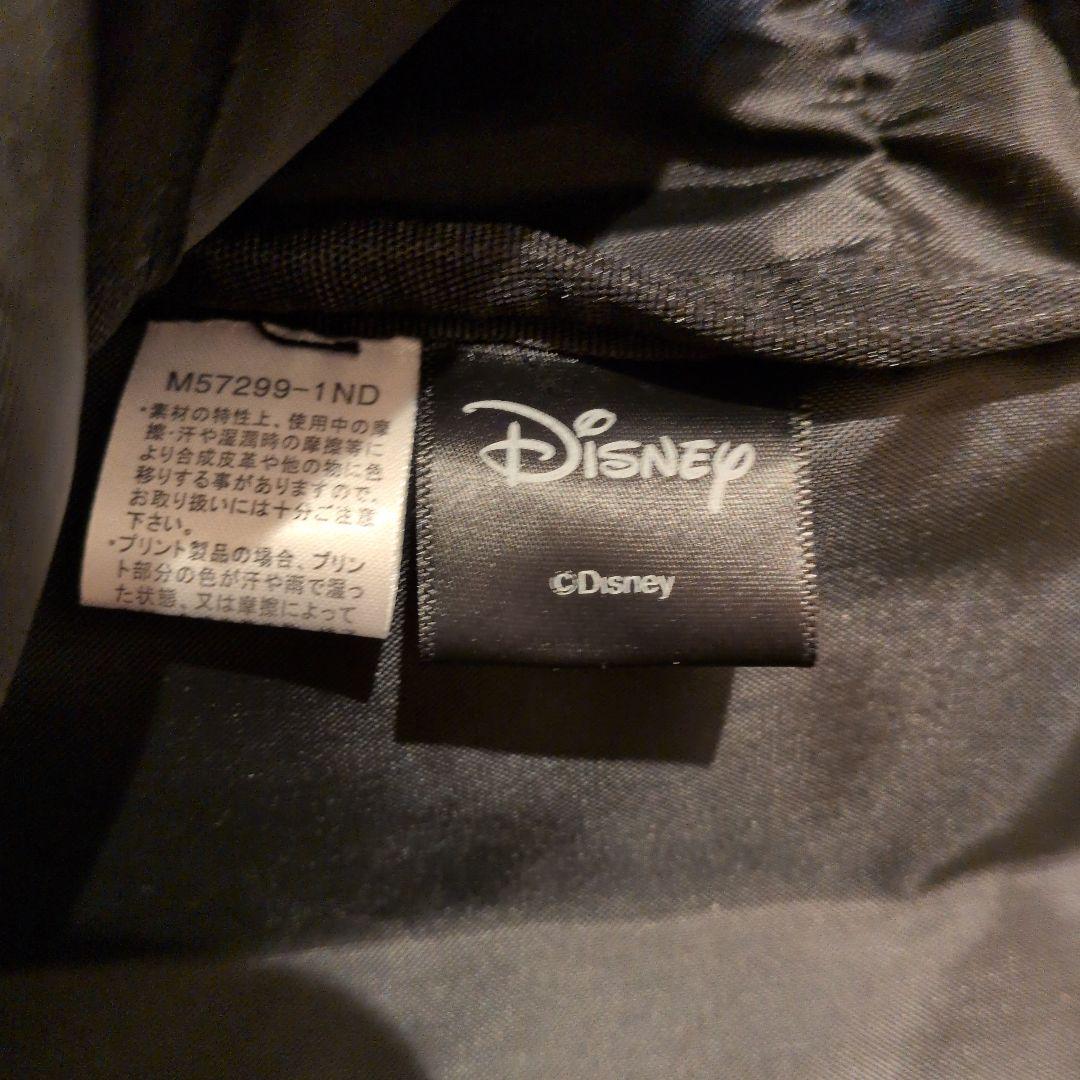 M57299-1ND
・素材の特性上、使用中の摩
擦・汗や湿潤時の摩擦等に
より合成皮革や他の物に色
移りする事がありますので、
お取り扱いには十分ご注意
下さい。
・プリント製品の場合、プリン
ト部分の色が汗や雨で湿っ
た状態、又は摩擦によって
Disney
©Disney